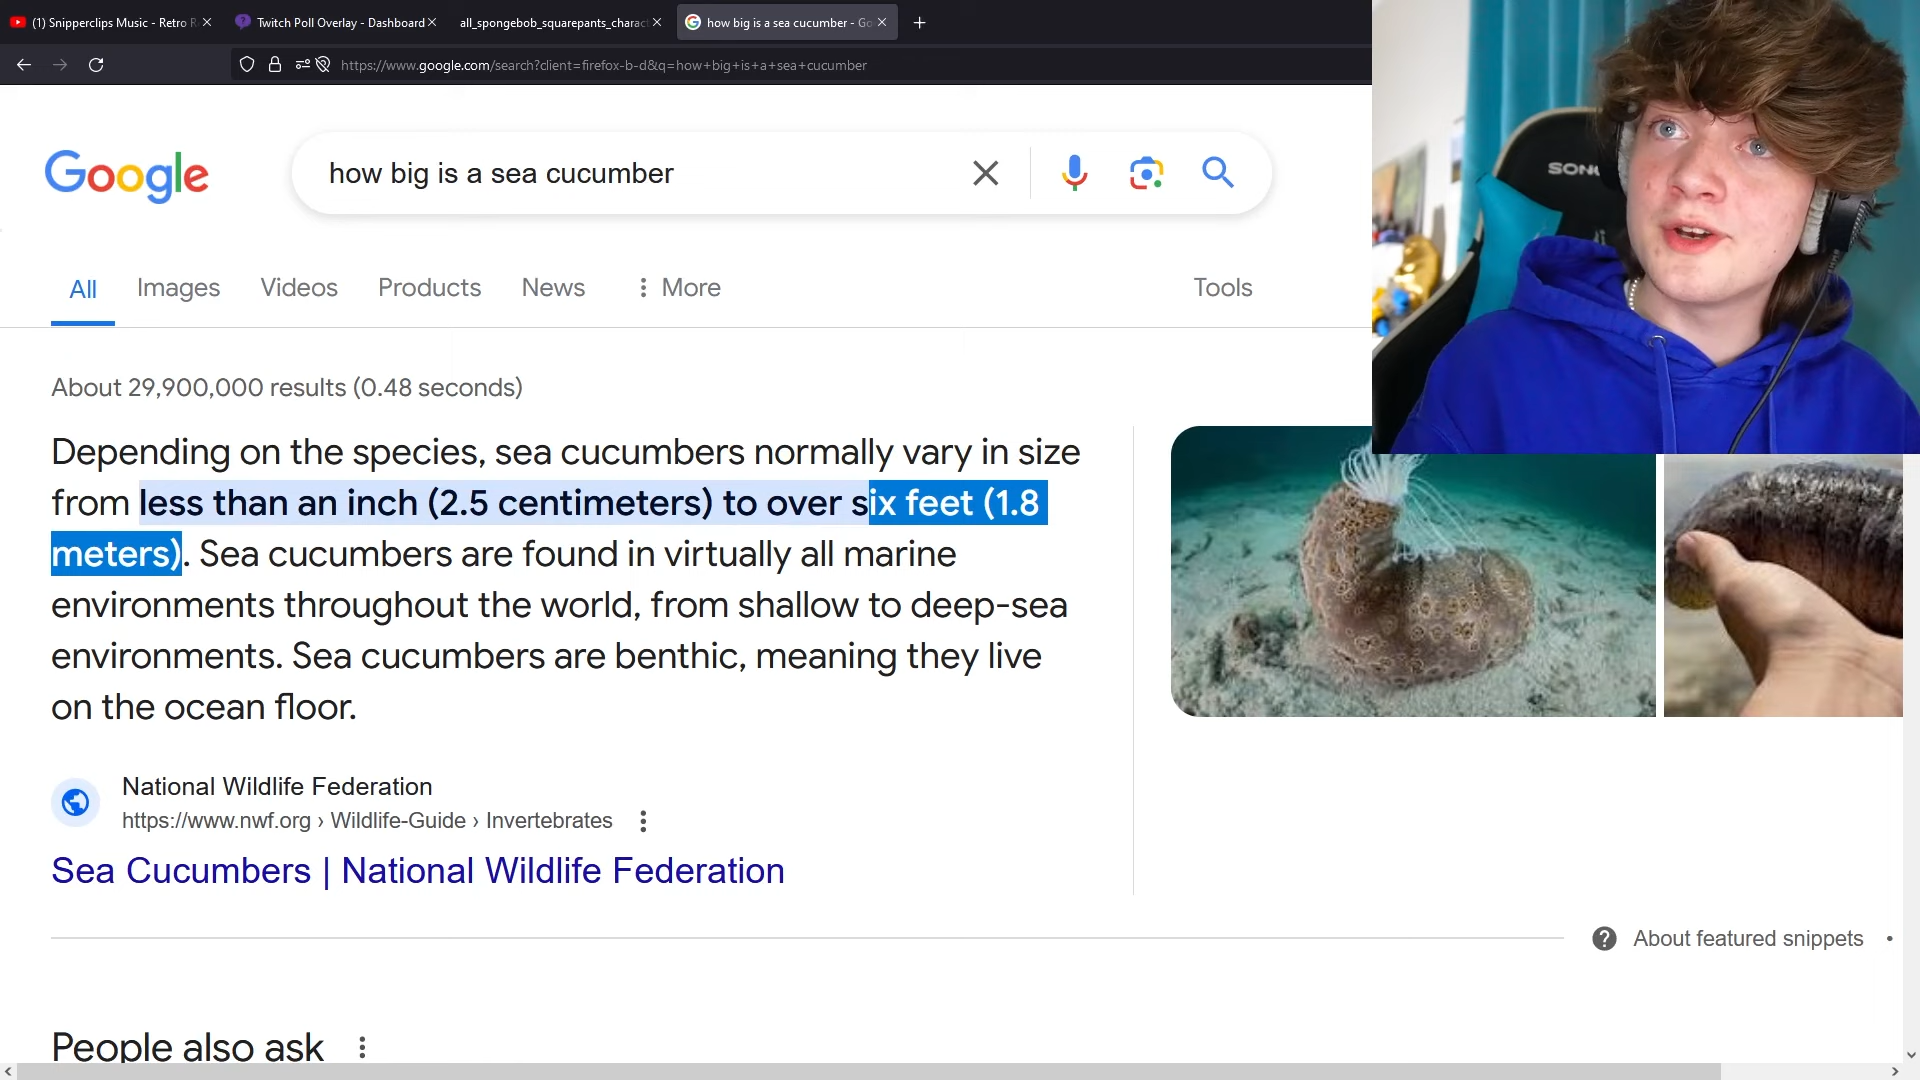 (1) Snipperclips Music - Retro R
Twitch Poll Overlay - Dashboard
all_spongebob_squarepants_charac
how big is a sea cucumber - Go
https://www.google.com/search?client=firefox-b-d&q=how+big+is+a+sea+cucumber
Google
how big is a sea cucumber
All
Images
Videos
Products
News
More
Tools
About 29,900,000 results (0.48 seconds)
Depending on the species, sea cucumbers normally vary in size
from less than an inch (2.5 centimeters) to over six feet (1.8
meters). Sea cucumbers are found in virtually all marine
environments throughout the world, from shallow to deep-sea
environments. Sea cucumbers are benthic, meaning they live
on the ocean floor.
National Wildlife Federation
https://www.nwf.org › Wildlife-Guide › Invertebrates
Sea Cucumbers | National Wildlife Federation
About featured snippets •
People also ask